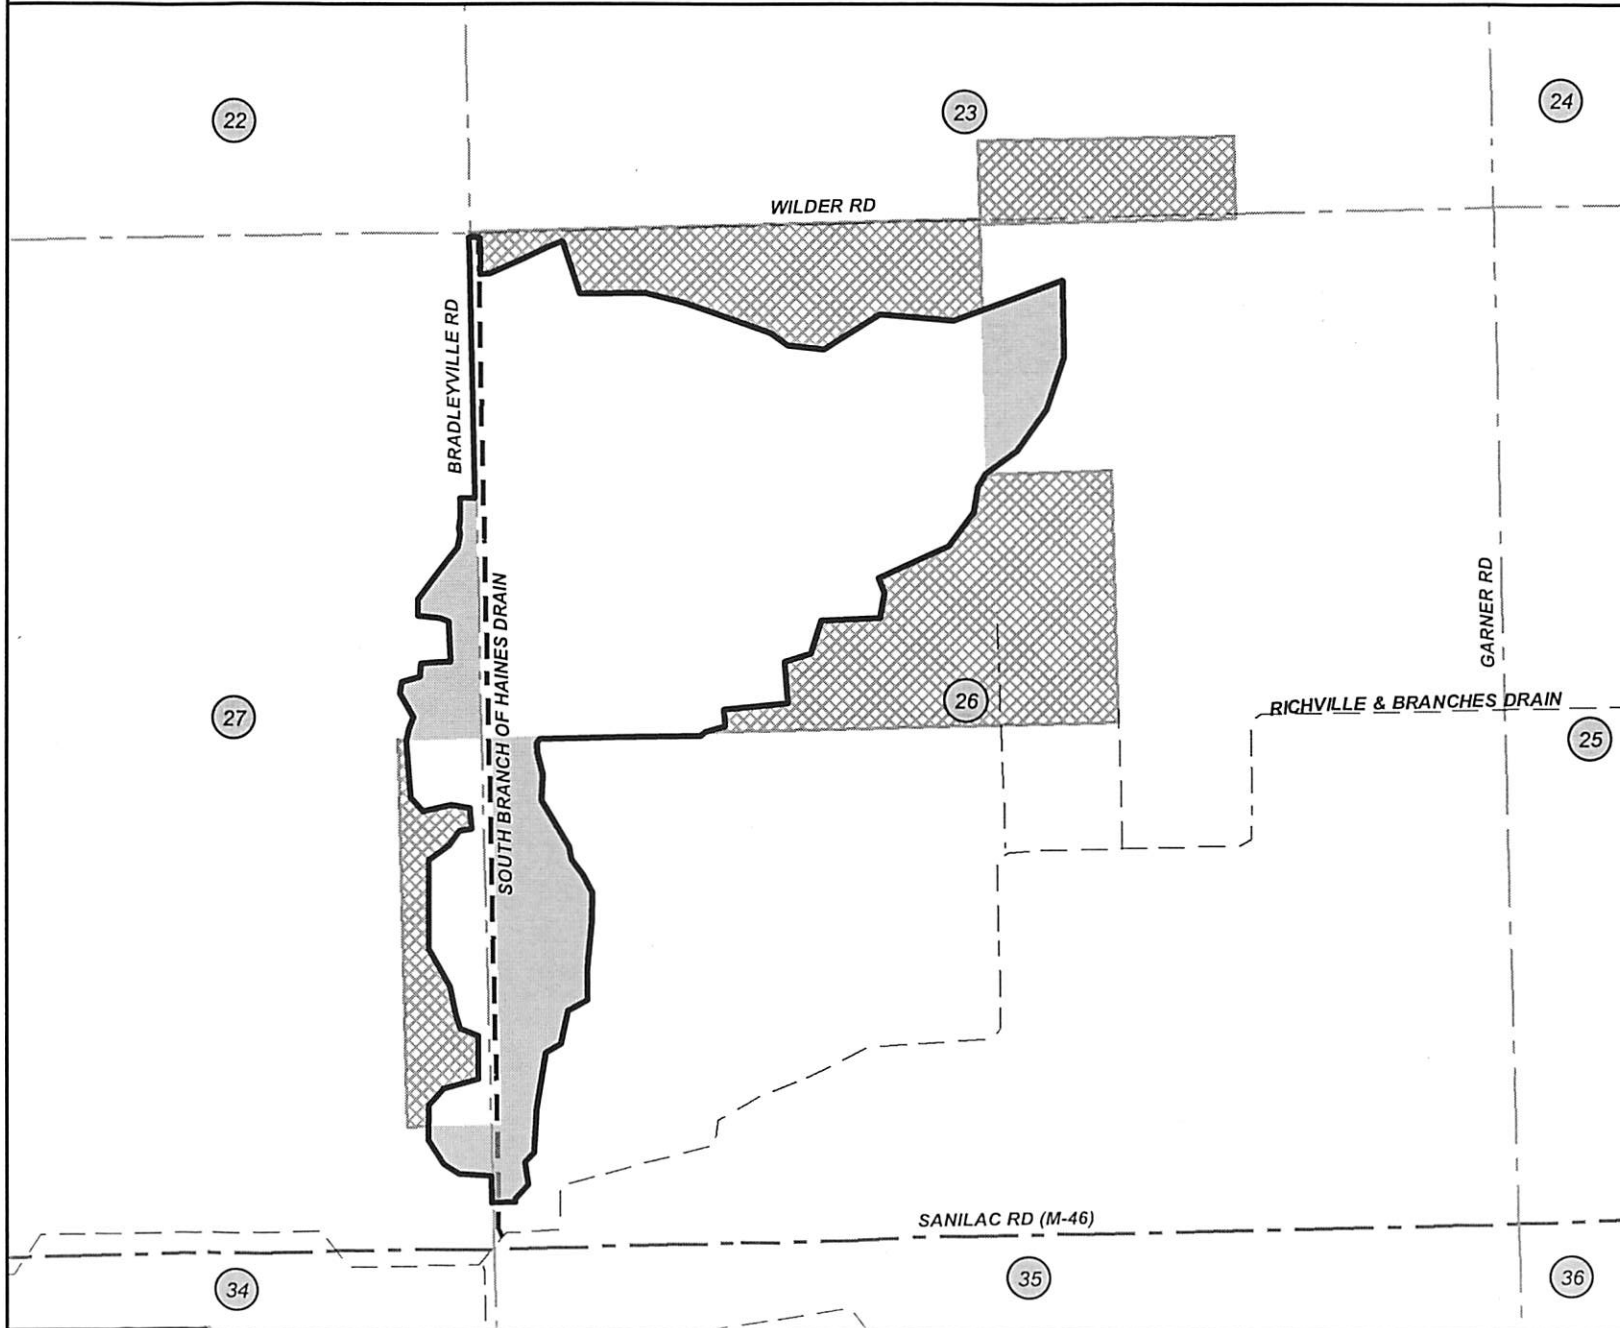 22
23
24
WILDER RD
BRADLEYVILLE RD
SOUTH BRANCH OF HAINES DRAIN
GARNER RD
27
26
RICHVILLE & BRANCHES DRAIN
25
SANILAC RD (M-46)
34
35
36